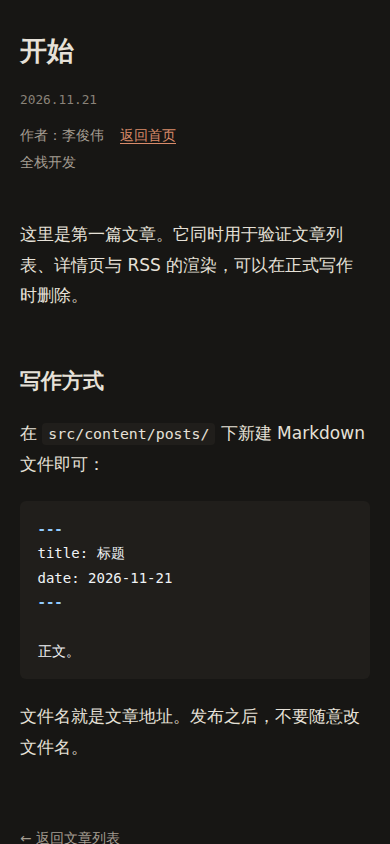 开始
2026.11.21
作者：李俊伟 返回首页
全栈开发
这里是第一篇文章。它同时用于验证文章列
表、详情页与 RSS 的渲染，可以在正式写作
时删除。
写作方式
在 src/content/posts/ 下新建 Markdown
文件即可：
---
title: 标题
date: 2026-11-21
---
正文。
文件名就是文章地址。发布之后，不要随意改
文件名。
← 返回文章列表